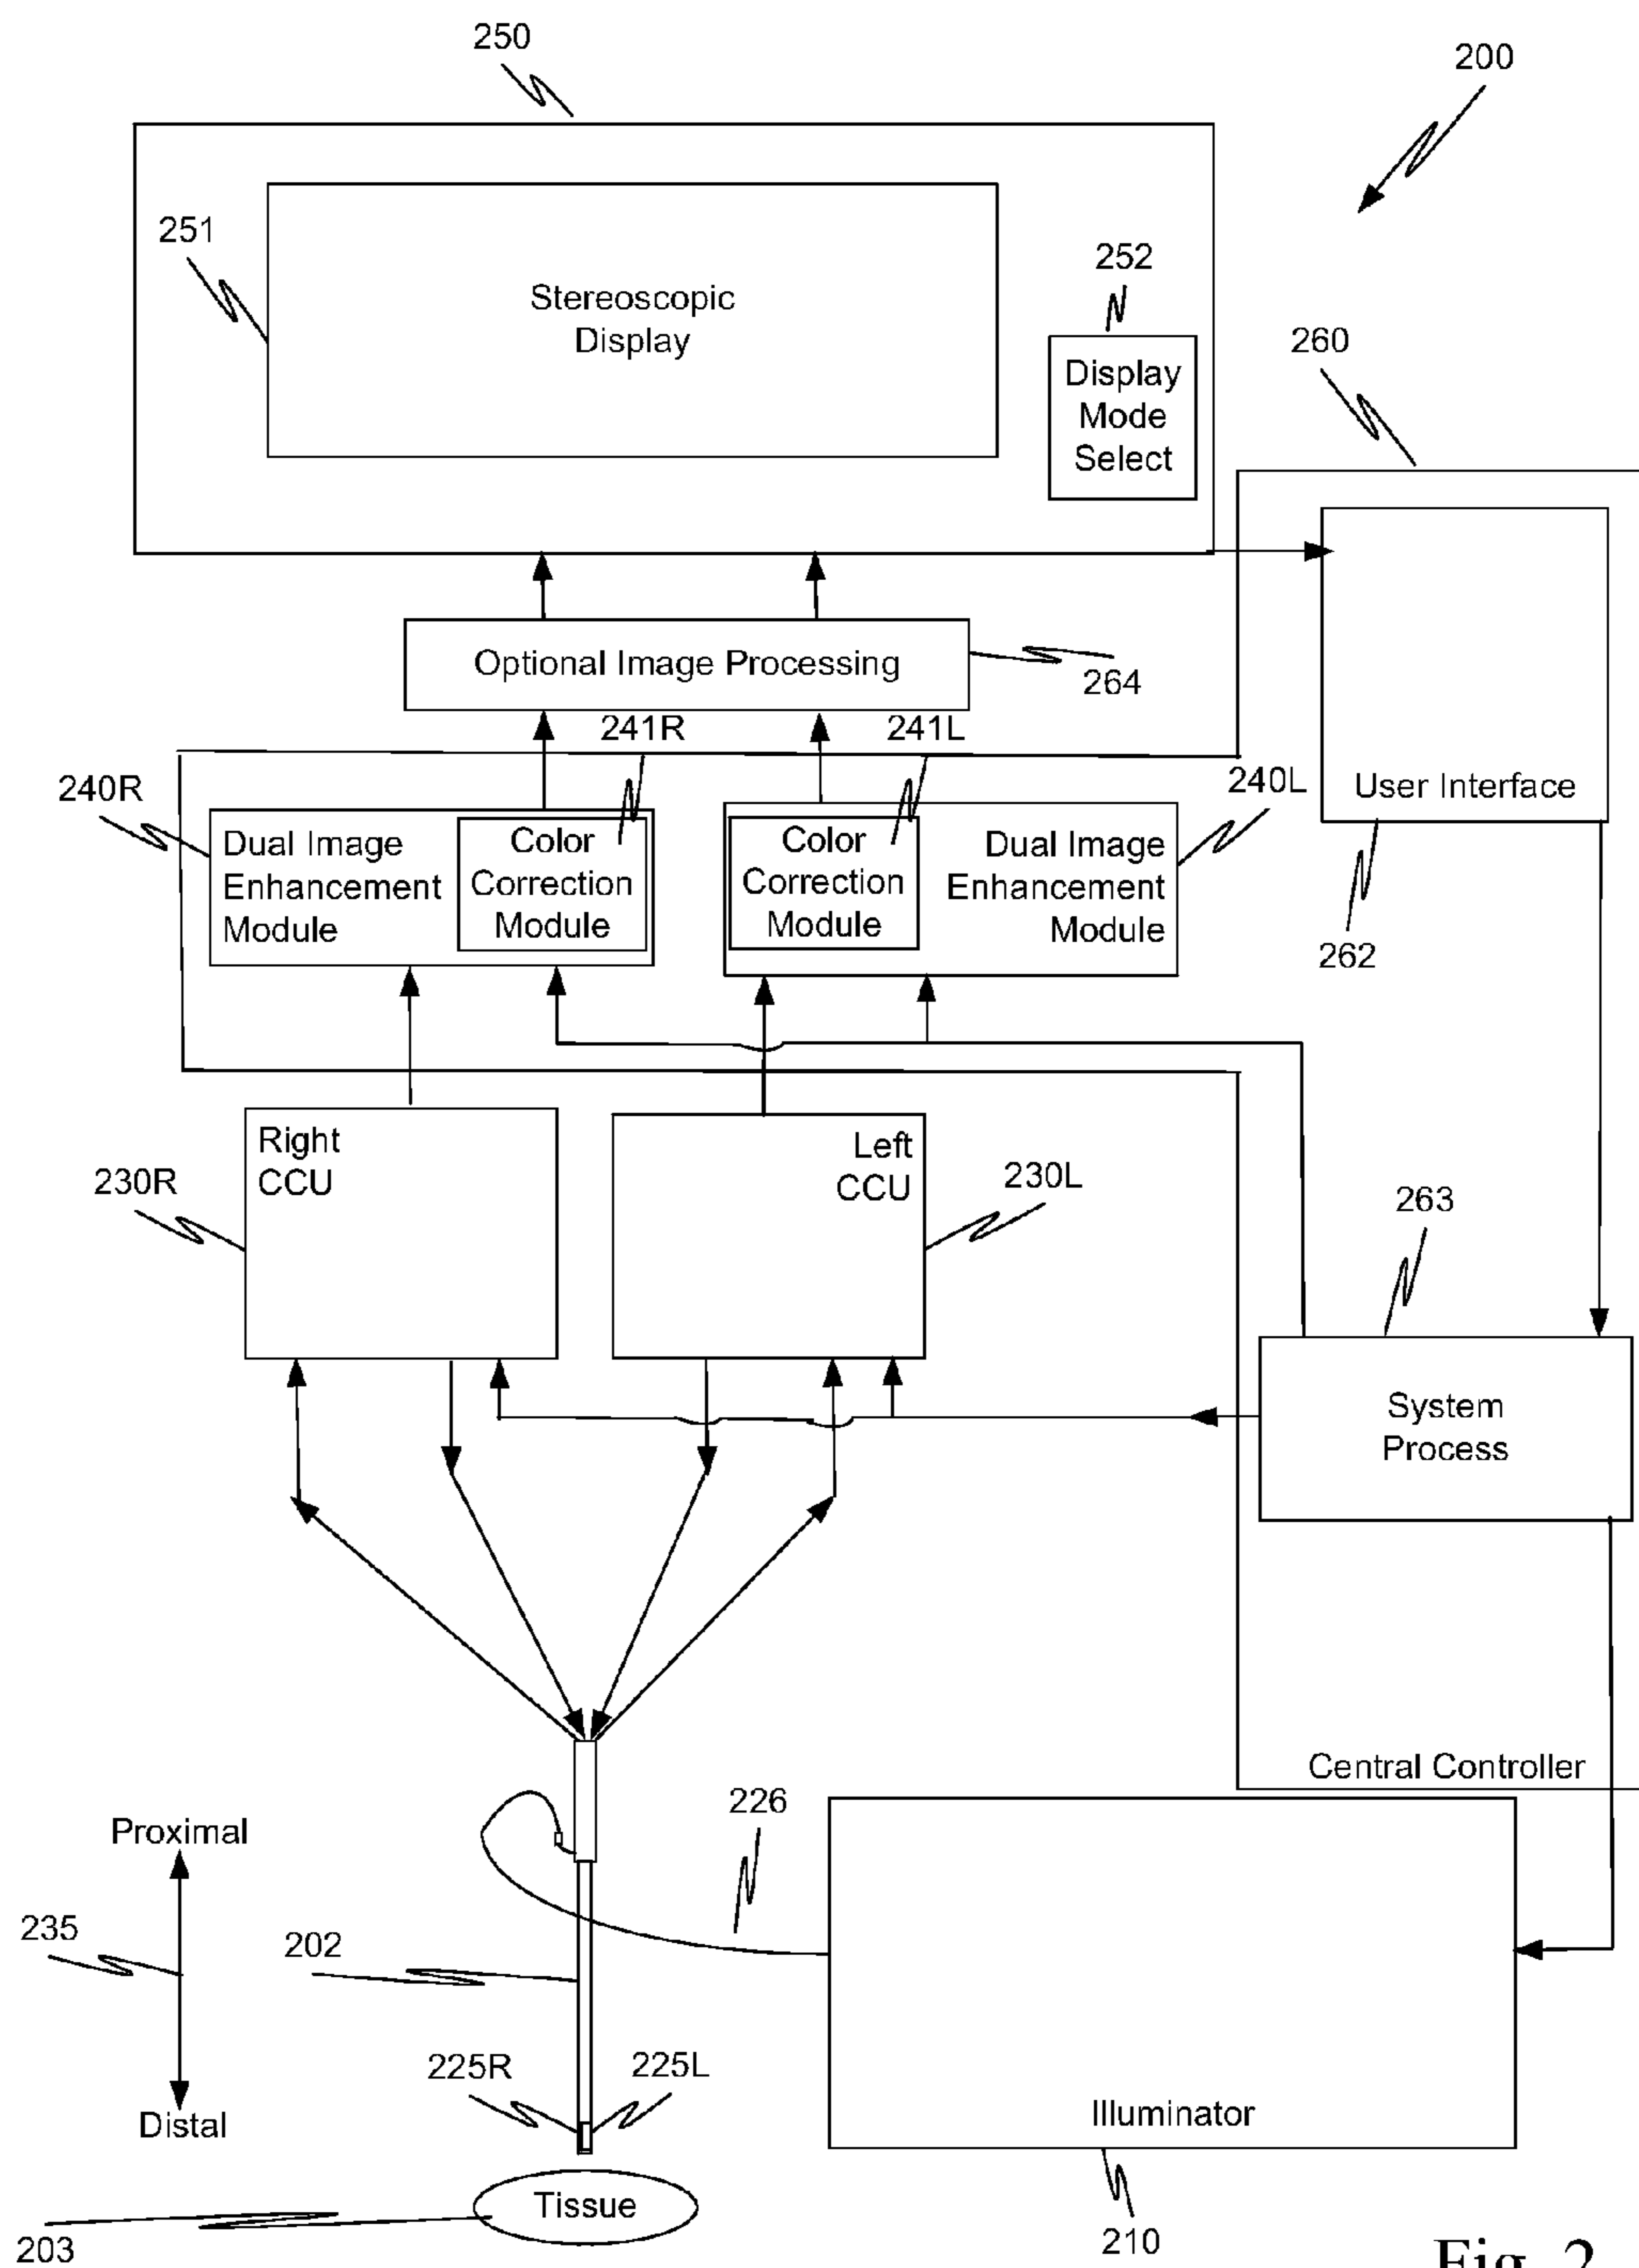 250
200
251
Stereoscopic
Display
252
Display
Mode
Select
260
Optional Image Processing
264
241R
241L
240R
240L
Dual Image
Enhancement
Module
Color
Correction
Module
Color
Correction
Module
Dual Image
Enhancement
Module
User Interface
262
Right
CCU
Left
CCU
230R
230L
263
System
Process
Central Controller
226
Proximal
235
202
225R
225L
Distal
Illuminator
Tissue
203
210
Fig. 2